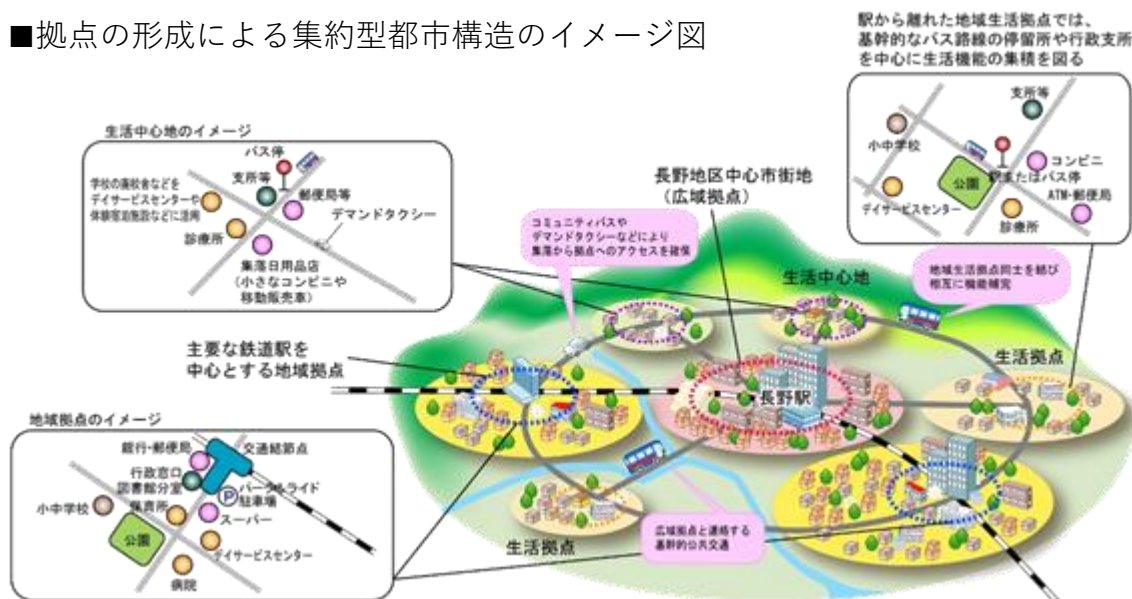 ■拠点の形成による集約型都市構造のイメージ図
駅から離れた地域生活拠点では、
基幹的なバス路線の停留所や行政支所
を中心に生活機能の集積を図る
支所等
小中学校
コンビニ
公園
駅またはバス停
ATM・郵便局
デイサービスセンター
診療所
生活中心地のイメージ
バス停
支所等
学校の廃校舎などを
デイサービスセンターや
体験宿泊施設などに活用
郵便局等
デマンドタクシー
診療所
集落日用品店
(小さなコンビニや
移動販売車)
長野地区中心市街地
(広域拠点)
コミュニティバスや
デマンドタクシーなどにより
集落から拠点へのアクセスを確保
生活中心地
地域生活拠点同士を結び
相互に機能補完
主要な鉄道駅を
中心とする地域拠点
生活拠点
長野駅
地域拠点のイメージ
銀行・郵便局
交通結節点
行政窓口
図書館分室
P
パークライド
駐車場
小中学校
保育所
スーパー
公園
デイサービスセンター
病院
生活拠点
広域拠点と連絡する
基幹的公共交通